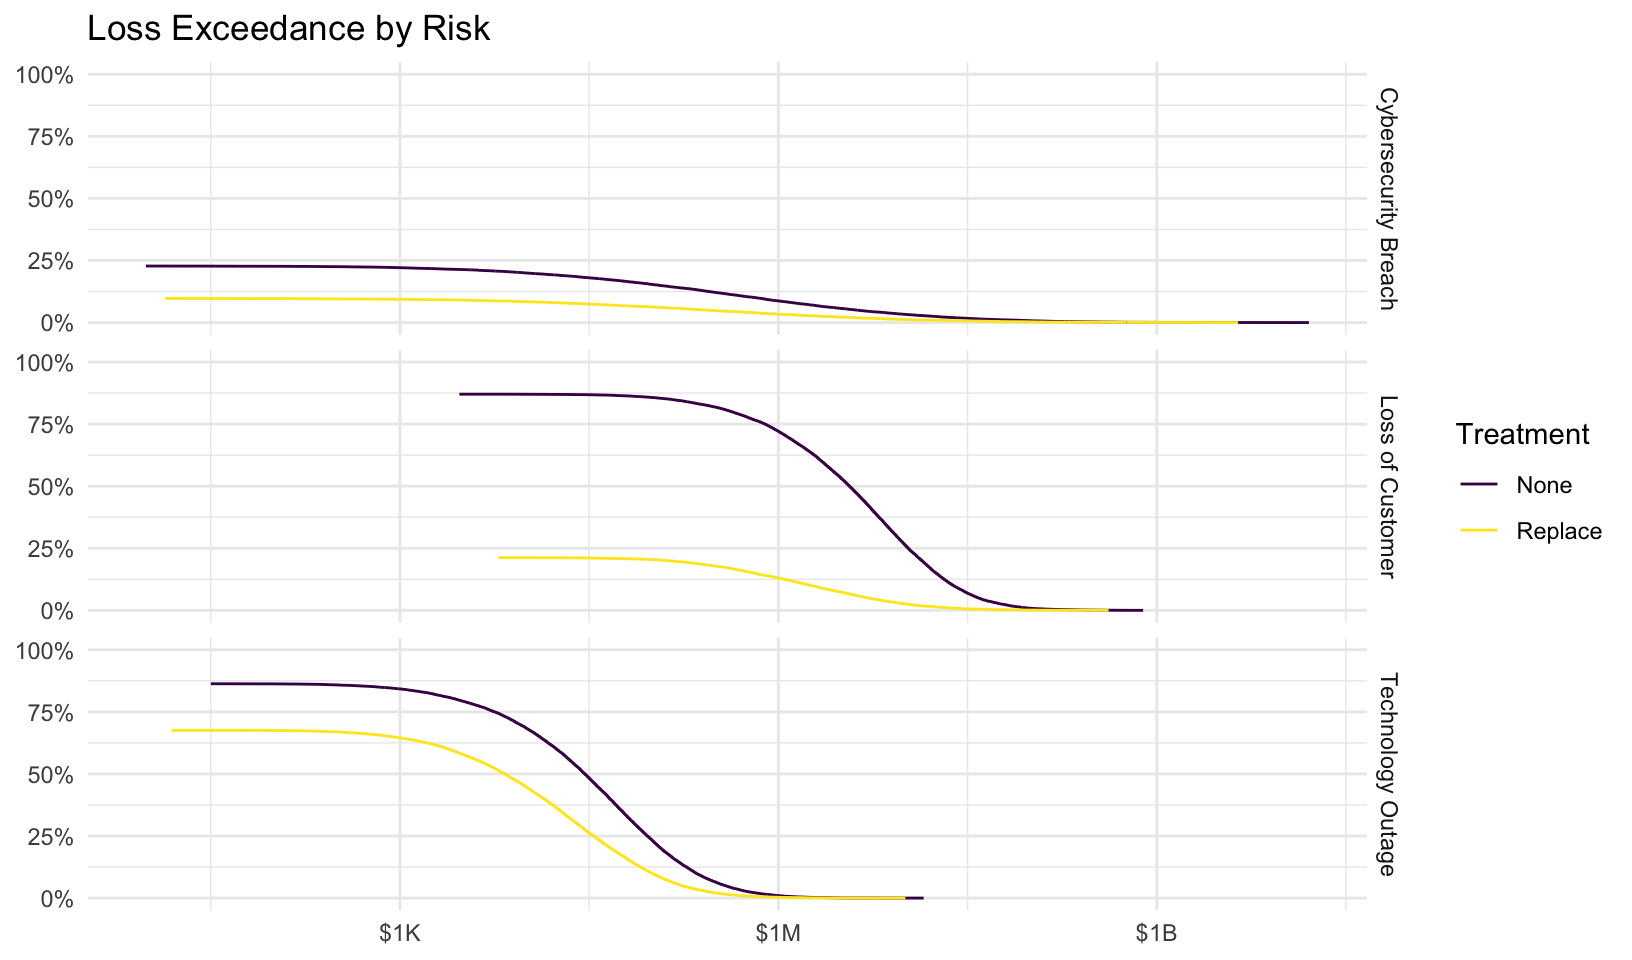 Loss Exceedance by Risk
100%
75%
50%
25%
0%
Cybersecurity Breach
100%
75%
50%
25%
0%
Loss of Customer
100%
75%
50%
25%
0%
Technology Outage
$1K
$1M
$1B
Treatment
None
Replace